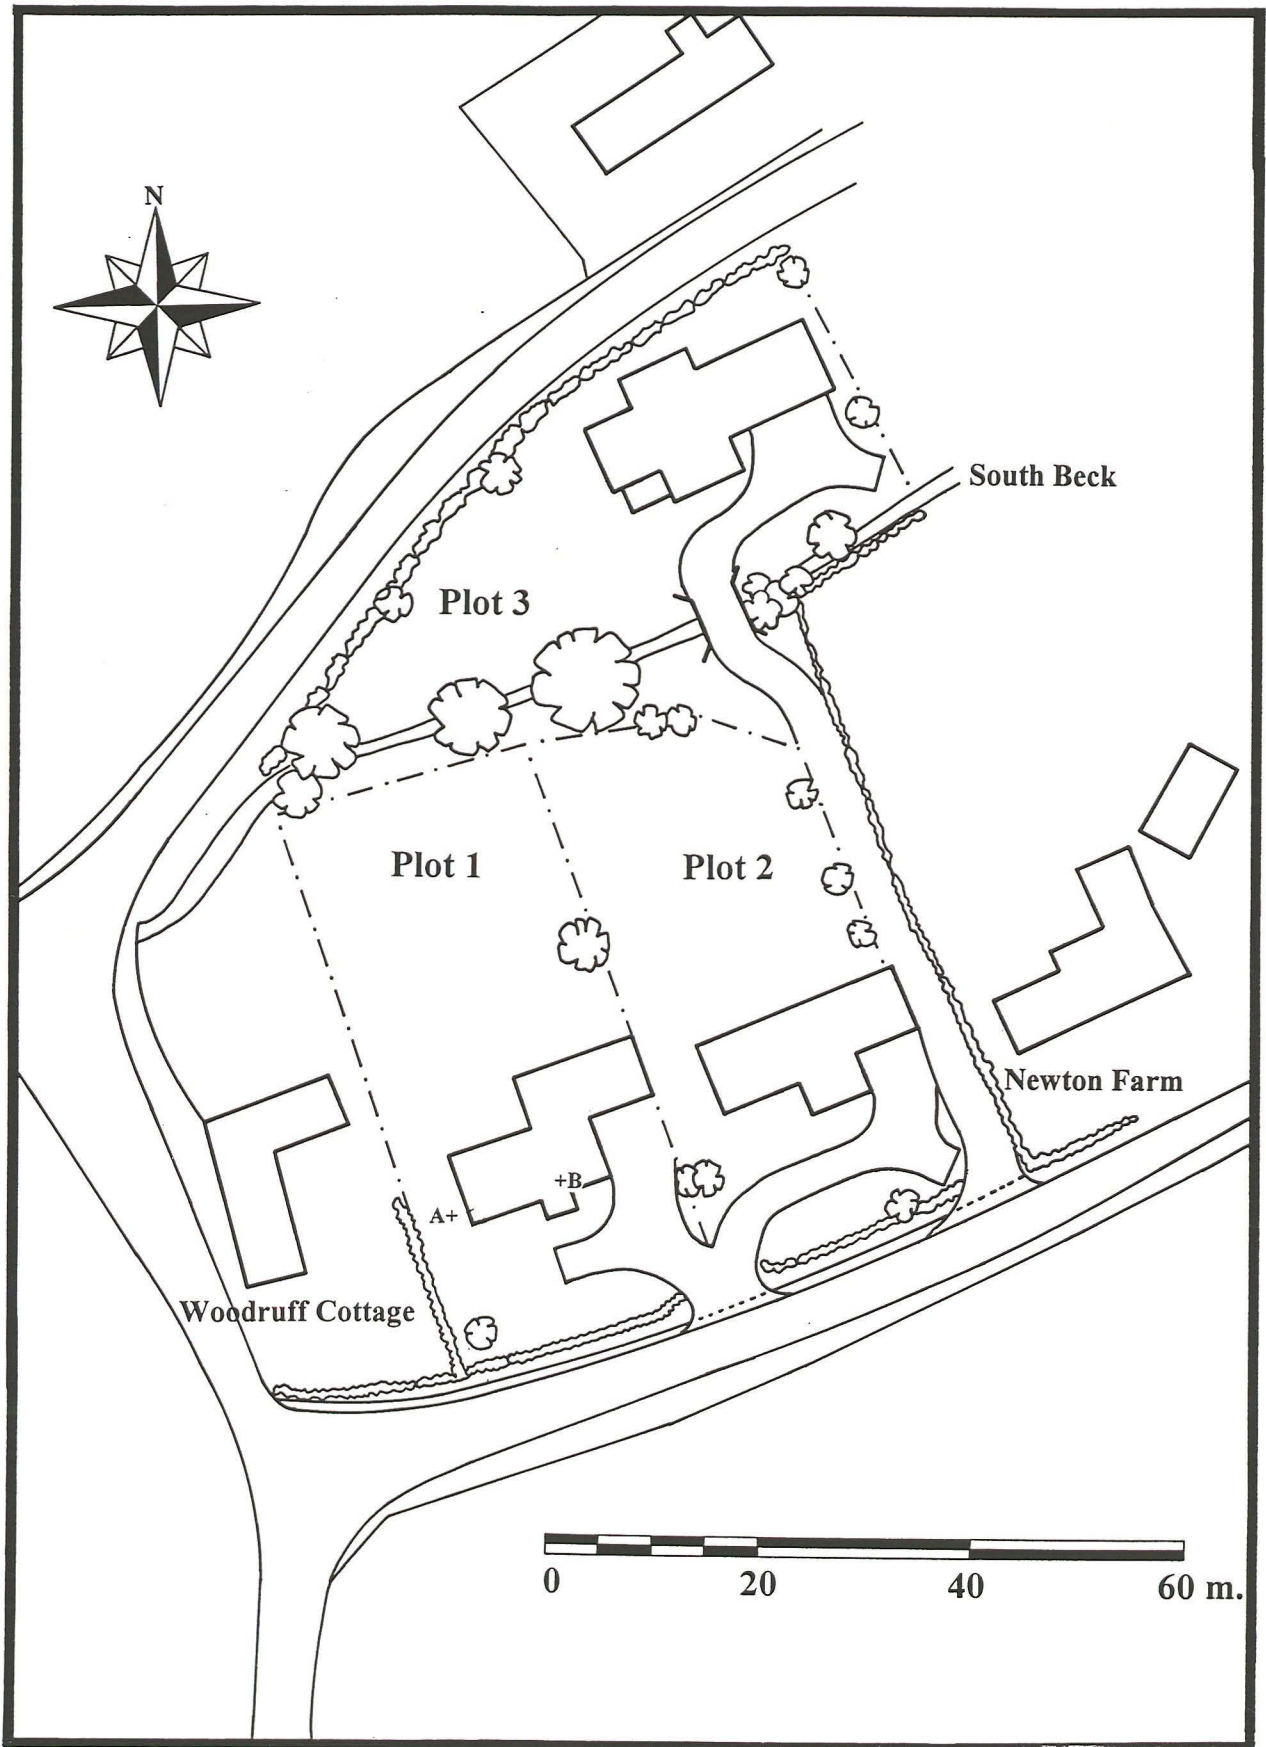 N
South Beck
Plot 3
Plot 1
Plot 2
Newton Farm
+B
A+
Woodruff Cottage
0 20 40 60 m.